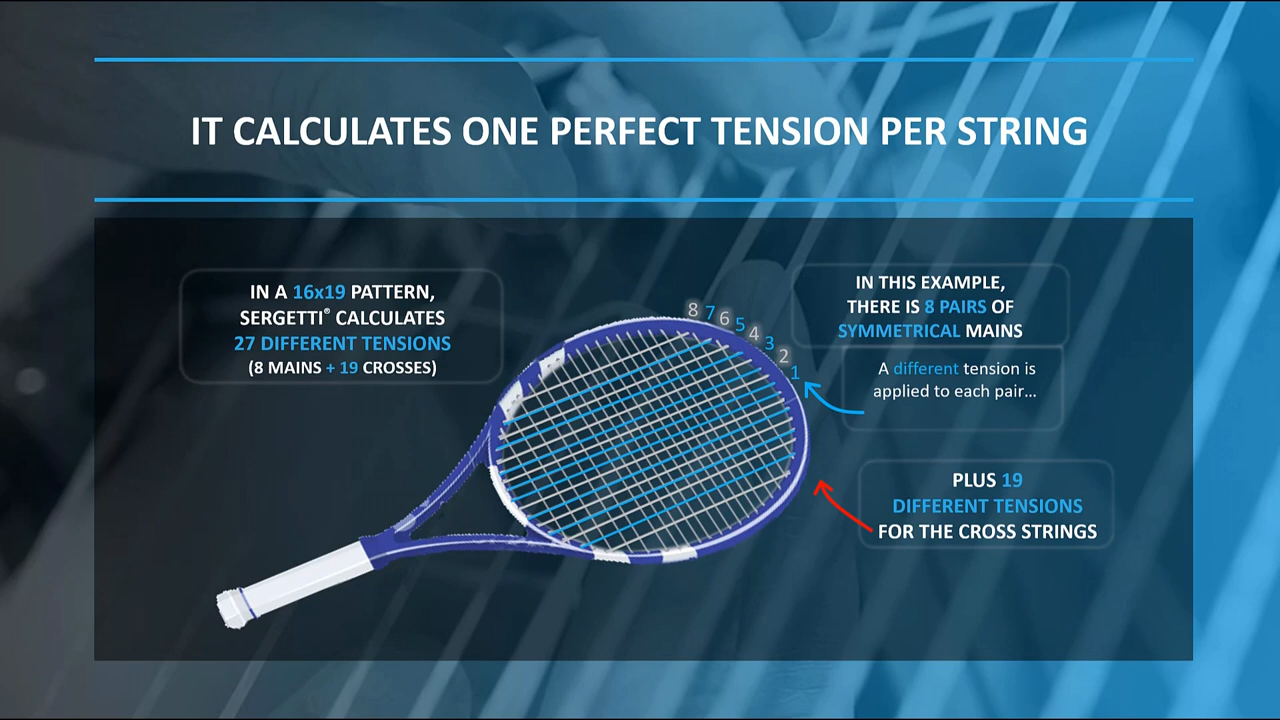 IT CALCULATES ONE PERFECT TENSION PER STRING
IN A 16x19 PATTERN,
SERGETTI® CALCULATES
27 DIFFERENT TENSIONS
(8 MAINS + 19 CROSSES)
8 7 6 5 4 3 2 1
IN THIS EXAMPLE,
THERE IS 8 PAIRS OF
SYMMETRICAL MAINS
A different tension is
applied to each pair...
PLUS 19
DIFFERENT TENSIONS
FOR THE CROSS STRINGS